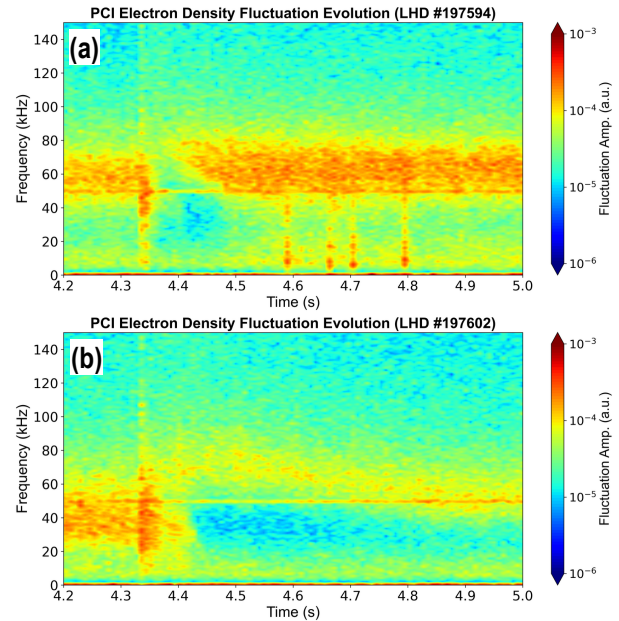 PCI Electron Density Fluctuation Evolution (LHD #197594)
(a)
Frequency (kHz)
140
120
100
80
60
40
20
0
4.2 4.3 4.4 4.5 4.6 4.7 4.8 4.9 5.0
Time (s)
10⁻³
10⁻⁴
10⁻⁵
10⁻⁶
Fluctuation Amp. (a.u.)
PCI Electron Density Fluctuation Evolution (LHD #197602)
(b)
Frequency (kHz)
140
120
100
80
60
40
20
0
4.2 4.3 4.4 4.5 4.6 4.7 4.8 4.9 5.0
Time (s)
10⁻³
10⁻⁴
10⁻⁵
10⁻⁶
Fluctuation Amp. (a.u.)